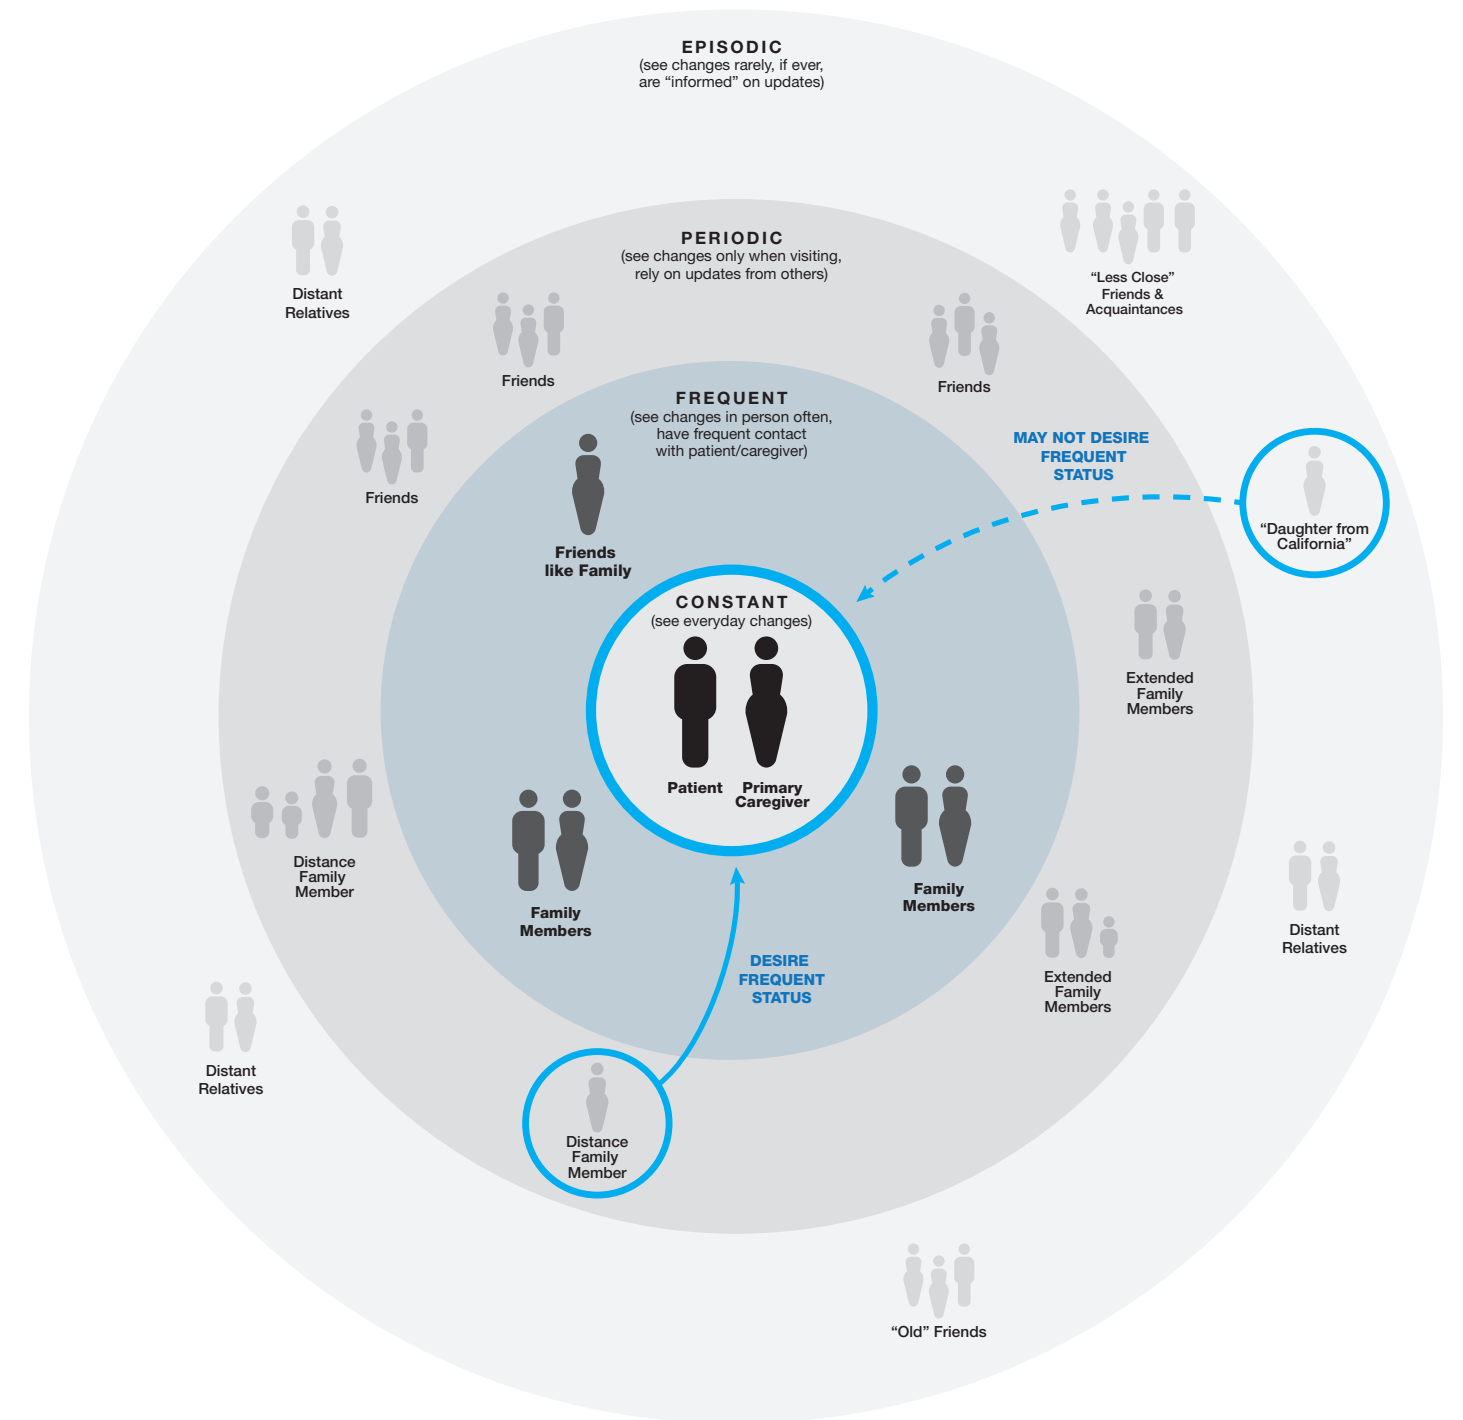 EPISODIC
(see changes rarely, if ever,
are “informed” on updates)
PERIODIC
(see changes only when visiting,
rely on updates from others)
“Less Close”
Friends &
Acquaintances
Distant
Relatives
Friends
Friends
FREQUENT
(see changes in person often,
have frequent contact
with patient/caregiver)
MAY NOT DESIRE
FREQUENT
STATUS
Friends
“Daughter from
California”
Friends
like Family
CONSTANT
(see everyday changes)
Patient
Primary
Caregiver
Extended
Family
Members
Distance
Family
Member
Family
Members
Family
Members
Distant
Relatives
DESIRE
FREQUENT
STATUS
Extended
Family
Members
Distant
Relatives
Distance
Family
Member
“Old” Friends